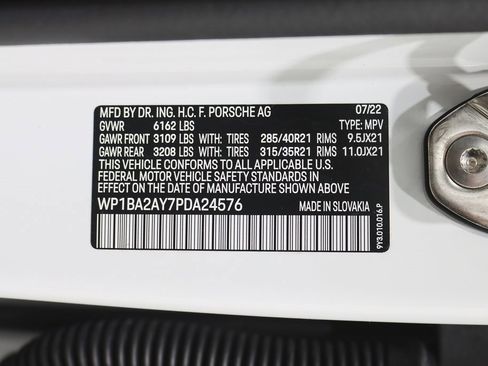 MFD BY DR. ING. H.C. F. PORSCHE AG 07/22
GVWR 6162 LBS TYPE: MPV
GAWR FRONT 3109 LBS WITH: TIRES 285/40R21 RIMS 9.5JX21
GAWR REAR 3208 LBS WITH: TIRES 315/35R21 RIMS 11.0JX21
THIS VEHICLE CONFORMS TO ALL APPLICABLE
FEDERAL MOTOR VEHICLE SAFETY STANDARDS IN
EFFECT ON THE DATE OF MANUFACTURE SHOWN ABOVE.
WP1BA2AY7PDA24576 MADE IN SLOVAKIA
9Y3.010.016.P